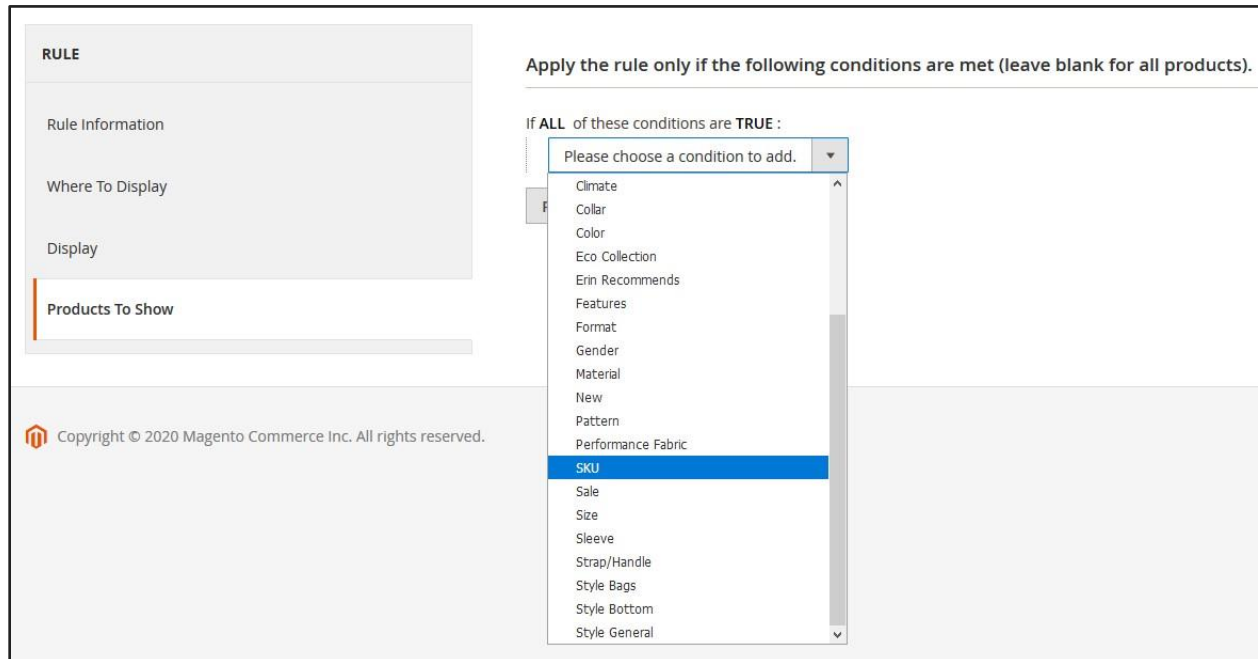 RULE
Rule Information
Where To Display
Display
Products To Show
Apply the rule only if the following conditions are met (leave blank for all products).
If ALL of these conditions are TRUE :
Please choose a condition to add.
Climate
Collar
Color
Eco Collection
Erin Recommends
Features
Format
Gender
Material
New
Pattern
Performance Fabric
SKU
Sale
Size
Sleeve
Strap/Handle
Style Bags
Style Bottom
Style General
Copyright © 2020 Magento Commerce Inc. All rights reserved.